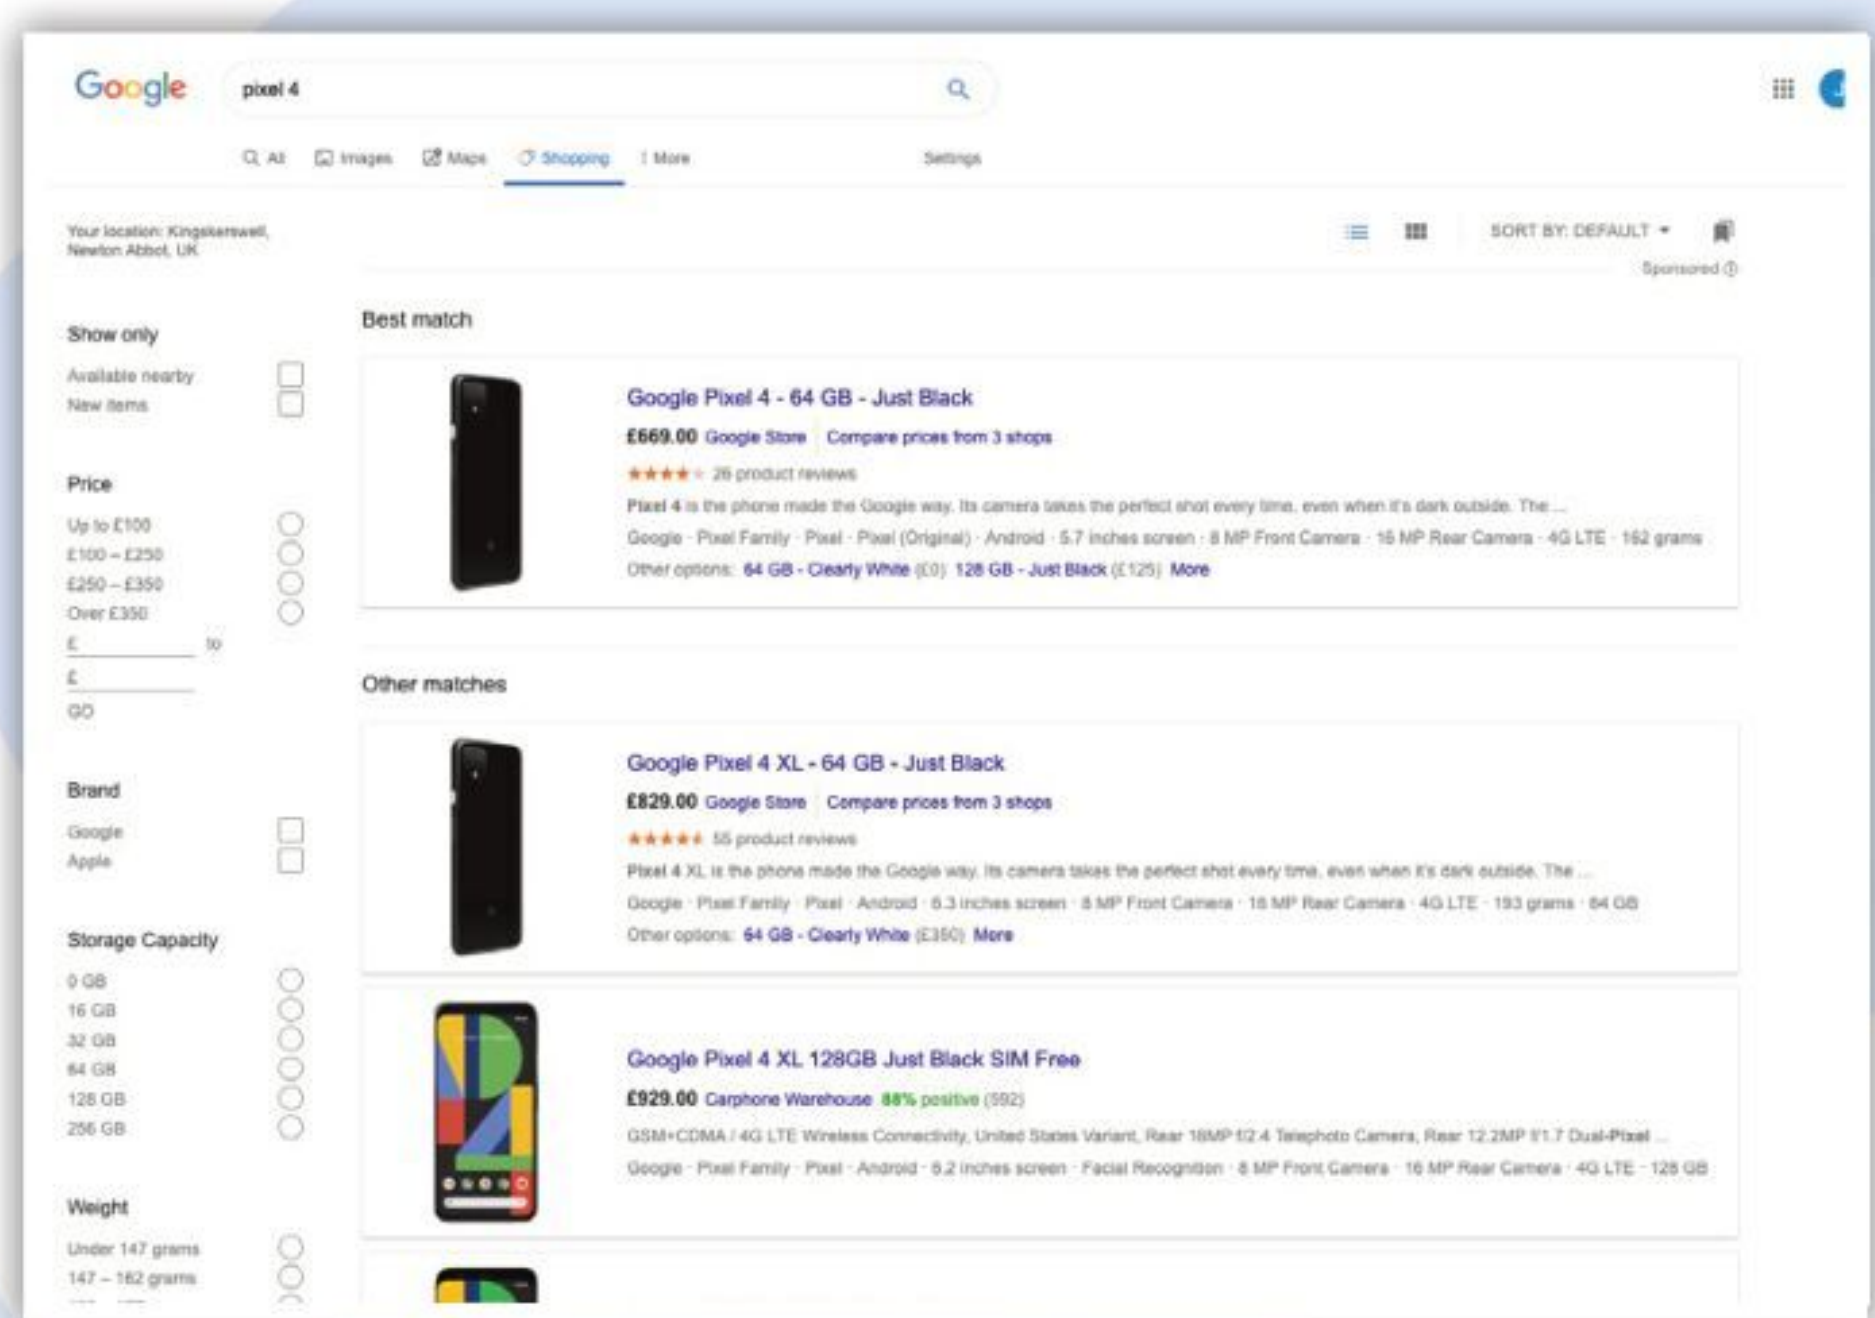 Google
pixel 4
All Images Maps Shopping More Settings
Your location: Kingskerswell,
Newton Abbot, UK
SORT BY: DEFAULT
Sponsored
Show only
Available nearby
New items
Price
Up to £100
£100 – £250
£250 – £350
Over £350
£ to
£
GO
Brand
Google
Apple
Storage Capacity
0 GB
16 GB
32 GB
64 GB
128 GB
256 GB
Weight
Under 147 grams
147 – 162 grams
Best match
Google Pixel 4 - 64 GB - Just Black
£669.00 Google Store Compare prices from 3 shops
26 product reviews
Pixel 4 is the phone made the Google way. Its camera takes the perfect shot every time, even when it's dark outside. The ...
Google · Pixel Family · Pixel · Pixel (Original) · Android · 5.7 inches screen · 8 MP Front Camera · 16 MP Rear Camera · 4G LTE · 162 grams
Other options: 64 GB - Clearly White (£0) 128 GB - Just Black (£125) More
Other matches
Google Pixel 4 XL - 64 GB - Just Black
£829.00 Google Store Compare prices from 3 shops
55 product reviews
Pixel 4 XL is the phone made the Google way. Its camera takes the perfect shot every time, even when it's dark outside. The ...
Google · Pixel Family · Pixel · Android · 6.3 inches screen · 8 MP Front Camera · 16 MP Rear Camera · 4G LTE · 193 grams · 64 GB
Other options: 64 GB - Clearly White (£350) More
Google Pixel 4 XL 128GB Just Black SIM Free
£929.00 Carphone Warehouse 88% positive (592)
GSM+CDMA / 4G LTE Wireless Connectivity, United States Variant, Rear 16MP f/2.4 Telephoto Camera, Rear 12.2MP f/1.7 Dual-Pixel ...
Google · Pixel Family · Pixel · Android · 6.2 inches screen · Facial Recognition · 8 MP Front Camera · 16 MP Rear Camera · 4G LTE · 128 GB